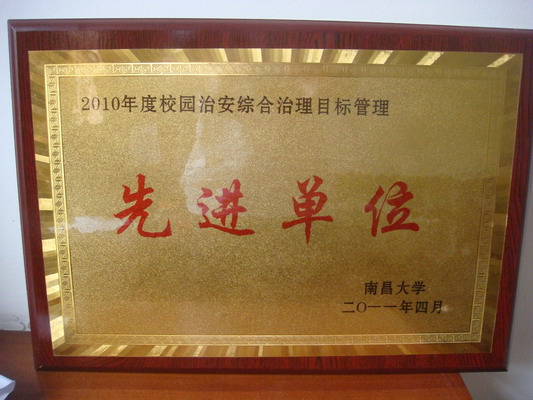 2010年度校园治安综合治理目标管理
先进单位
南昌大学
二〇一一年四月